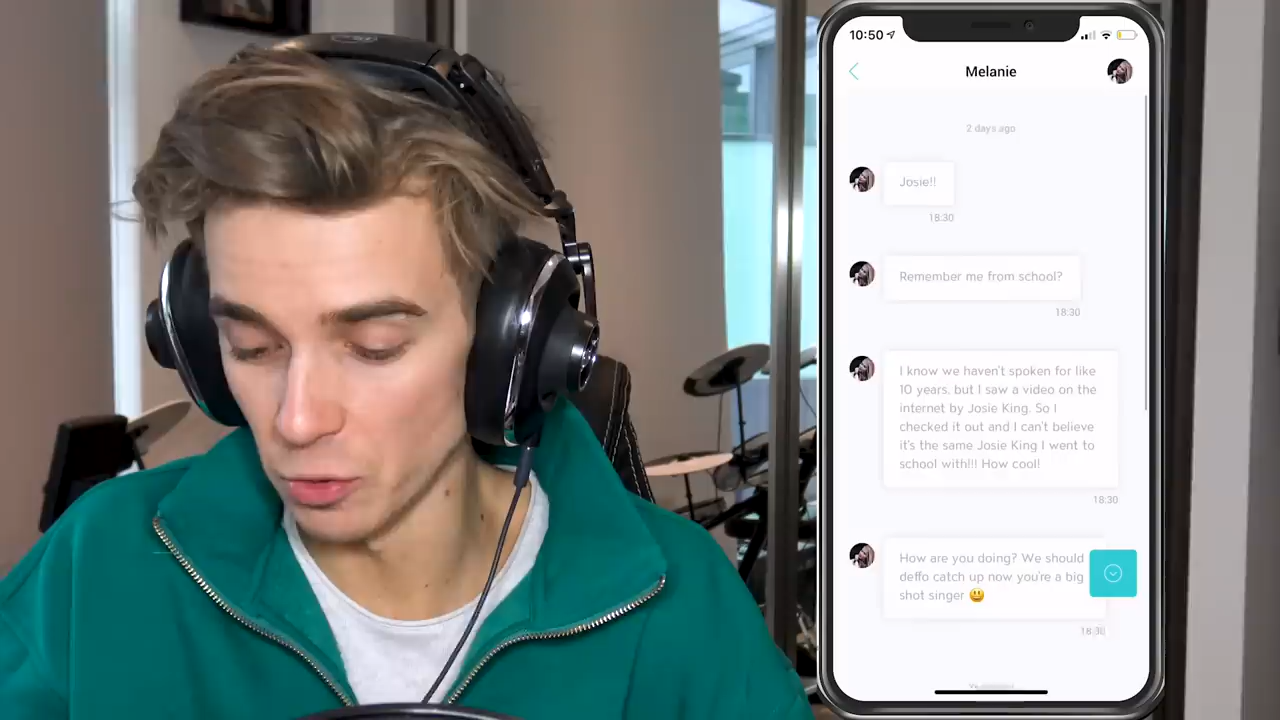 10:50
Melanie
2 days ago
Josie!!
18:30
Remember me from school?
18:30
I know we haven't spoken for like
10 years, but I saw a video on the
internet by Josie King. So I
checked it out and I can't believe
it's the same Josie King I went to
school with!!! How cool!
18:30
How are you doing? We should
deffo catch up now you're a big
shot singer 😃
18:30